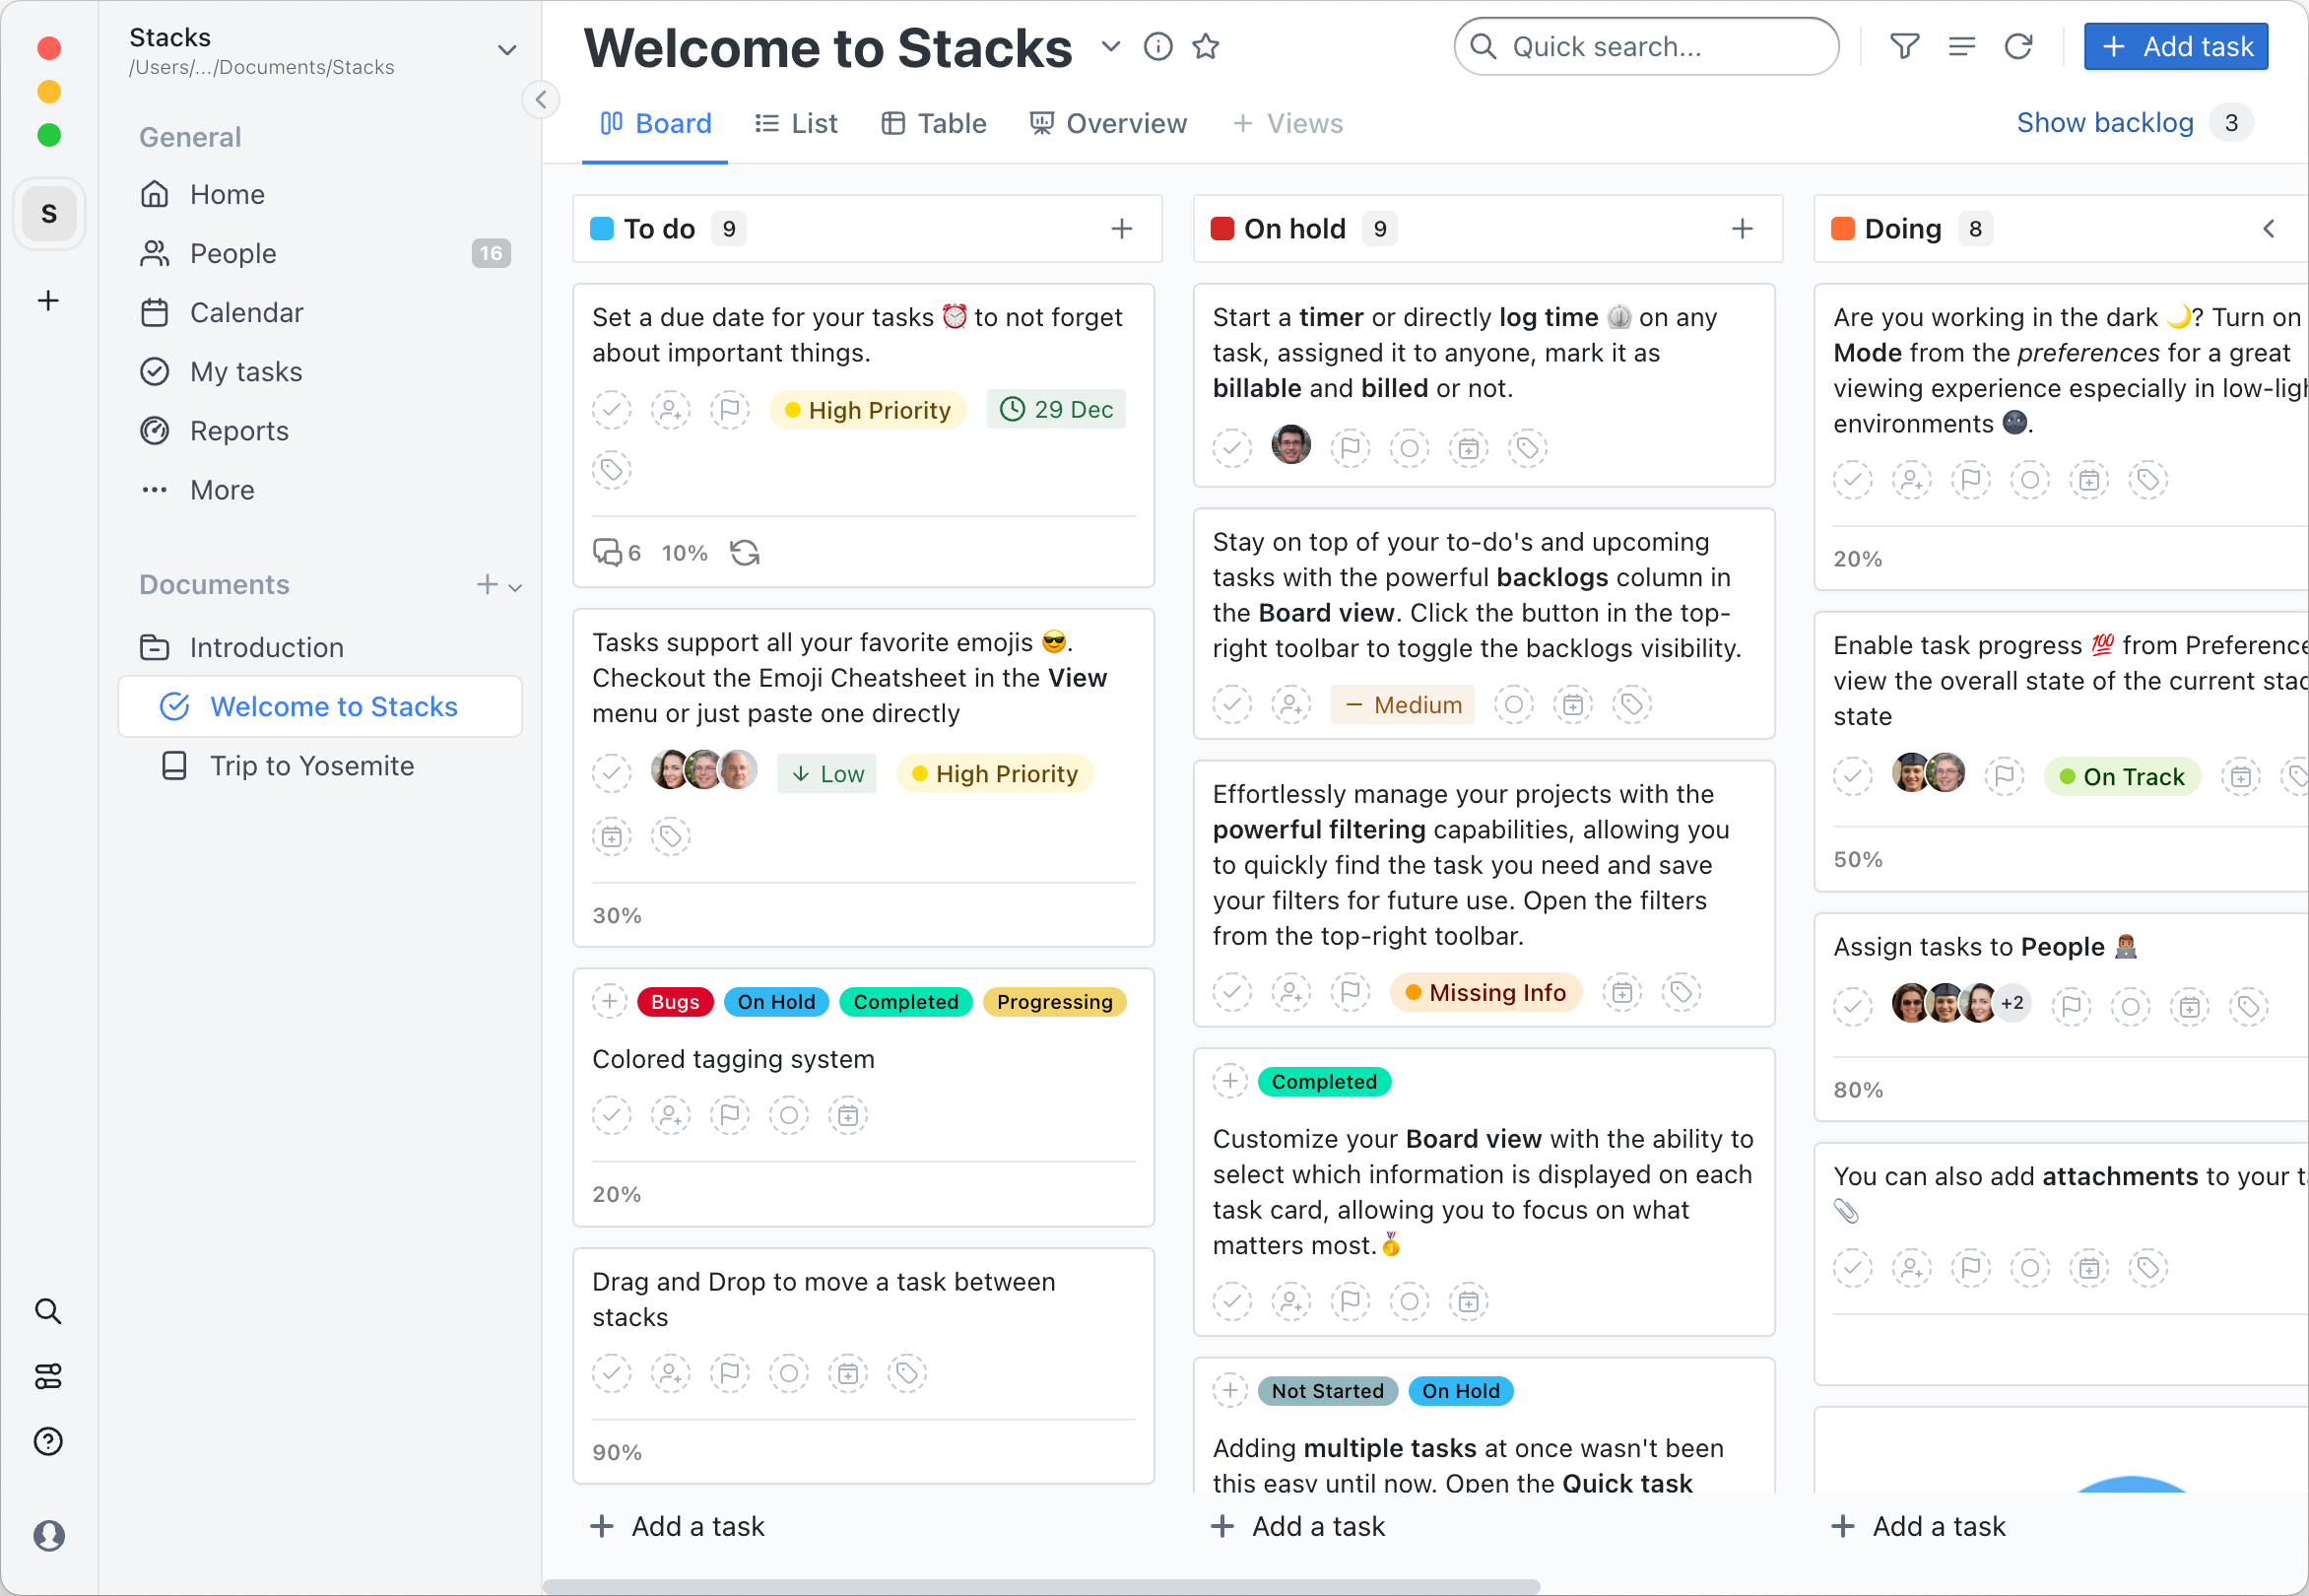 Stacks
/Users/.../Documents/Stacks
S
General
Home
People 16
Calendar
My tasks
Reports
More
Documents
Introduction
Welcome to Stacks
Trip to Yosemite
Welcome to Stacks
Quick search...
Add task
Board
List
Table
Overview
Views
Show backlog 3
To do 9
Set a due date for your tasks ⏰ to not forget
about important things.
High Priority
29 Dec
6 10%
Tasks support all your favorite emojis 😎.
Checkout the Emoji Cheatsheet in the View
menu or just paste one directly
Low
High Priority
30%
Bugs
On Hold
Completed
Progressing
Colored tagging system
20%
Drag and Drop to move a task between
stacks
90%
Add a task
On hold 9
Start a timer or directly log time ⏲ on any
task, assigned it to anyone, mark it as
billable and billed or not.
Stay on top of your to-do's and upcoming
tasks with the powerful backlogs column in
the Board view. Click the button in the top-
right toolbar to toggle the backlogs visibility.
Medium
Effortlessly manage your projects with the
powerful filtering capabilities, allowing you
to quickly find the task you need and save
your filters for future use. Open the filters
from the top-right toolbar.
Missing Info
Completed
Customize your Board view with the ability to
select which information is displayed on each
task card, allowing you to focus on what
matters most.🥇
Not Started
On Hold
Adding multiple tasks at once wasn't been
this easy until now. Open the Quick task
Add a task
Doing 8
Are you working in the dark 🌙? Turn on
Mode from the preferences for a great
viewing experience especially in low-ligh
environments 🌚.
20%
Enable task progress 💯 from Preference
view the overall state of the current stac
state
On Track
50%
Assign tasks to People 👨🏽‍💻
+2
80%
You can also add attachments to your t
📎
Add a task